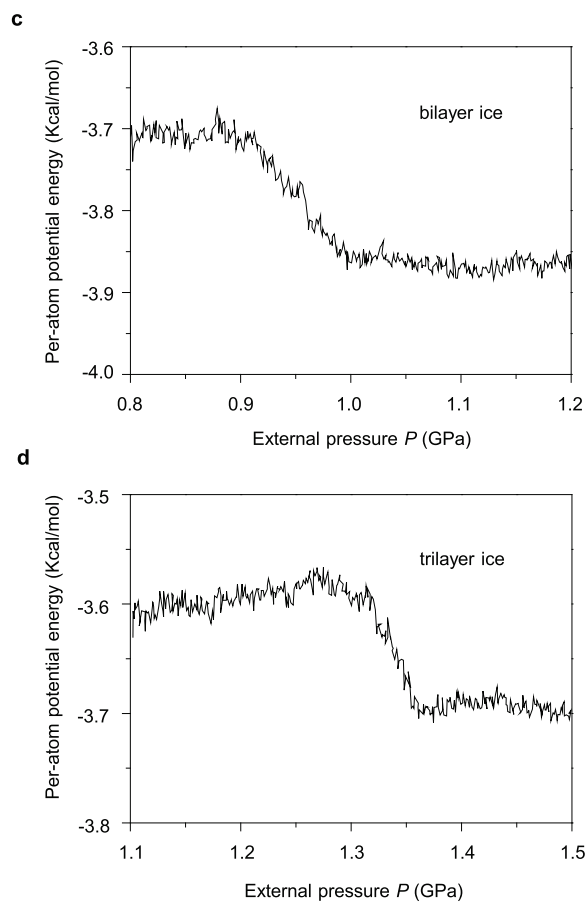 c
Per-atom potential energy (Kcal/mol)
-3.6
-3.7
-3.8
-3.9
-4.0
bilayer ice
0.8 0.9 1.0 1.1 1.2
External pressure P (GPa)
d
Per-atom potential energy (Kcal/mol)
-3.5
-3.6
-3.7
-3.8
trilayer ice
1.1 1.2 1.3 1.4 1.5
External pressure P (GPa)